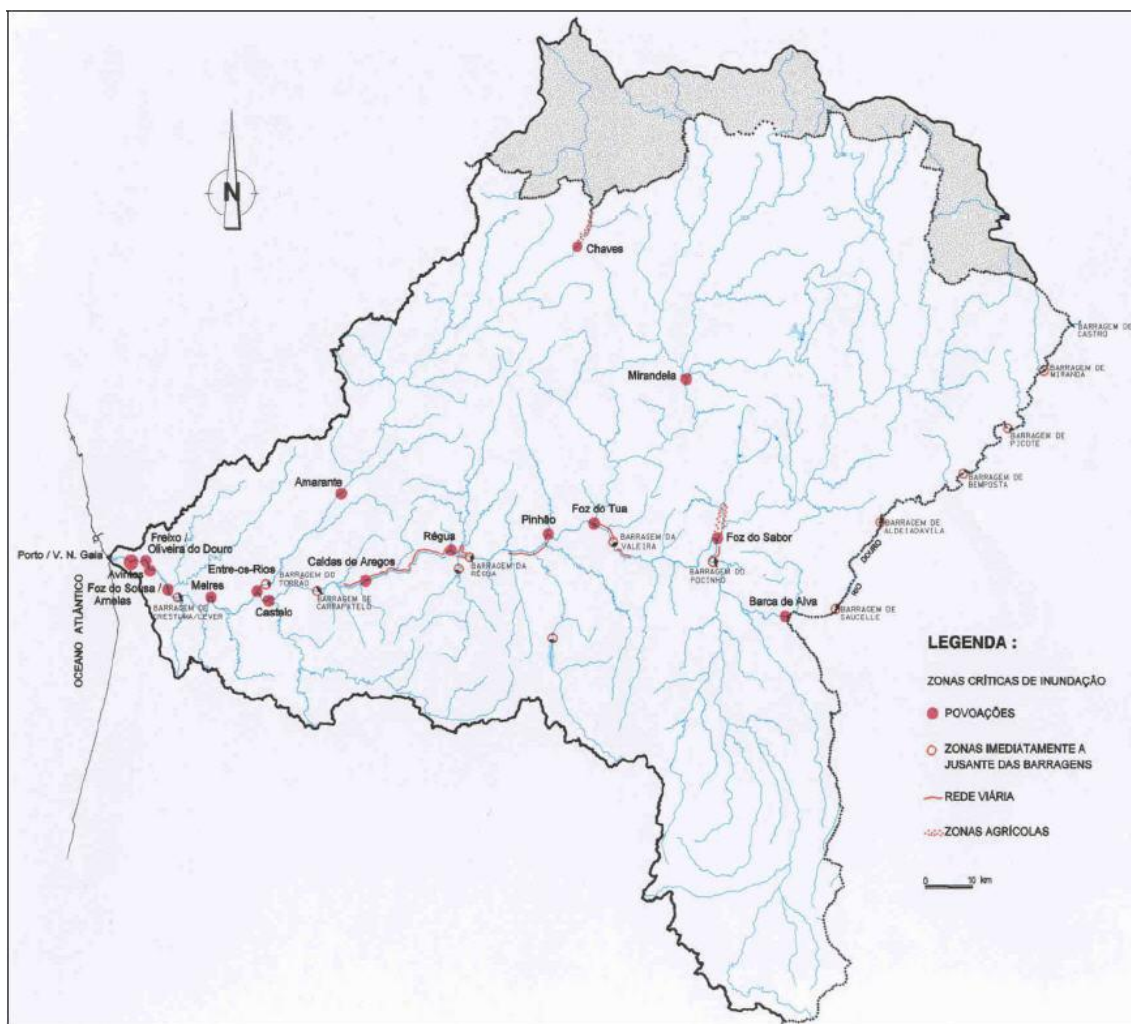 N
Chaves
BARRAGEM DE
CASTRO
BARRAGEM DE
MIRANDA
Mirandela
BARRAGEM DE
PICOTE
BARRAGEM DE
BEMPOSTA
Amarante
Foz do Tua
Pinhão
BARRAGEM DE
ALDEIADAVILA
Freixo /
Oliveira do Douro
Régua
BARRAGEM DA
VALEIRA
Foz do Sabor
Porto / V. N. Gaia
Avintes
Entre-os-Rios
Caldas de Aregos
BARRAGEM DA
RÉGUA
BARRAGEM DO
POCINHO
RIO DOURO
Foz do Sousa /
Arnelas
Melres
BARRAGEM DO
TORRÃO
BARRAGEM DE
CRESTUMA/LEVER
Castelo
BARRAGEM DE
CARRAPATELO
Barca de Alva
BARRAGEM DE
SAUCELLE
OCEANO ATLÂNTICO
LEGENDA :
ZONAS CRÍTICAS DE INUNDAÇÃO
POVOAÇÕES
ZONAS IMEDIATAMENTE A
JUSANTE DAS BARRAGENS
REDE VIÁRIA
ZONAS AGRÍCOLAS
0 10 km